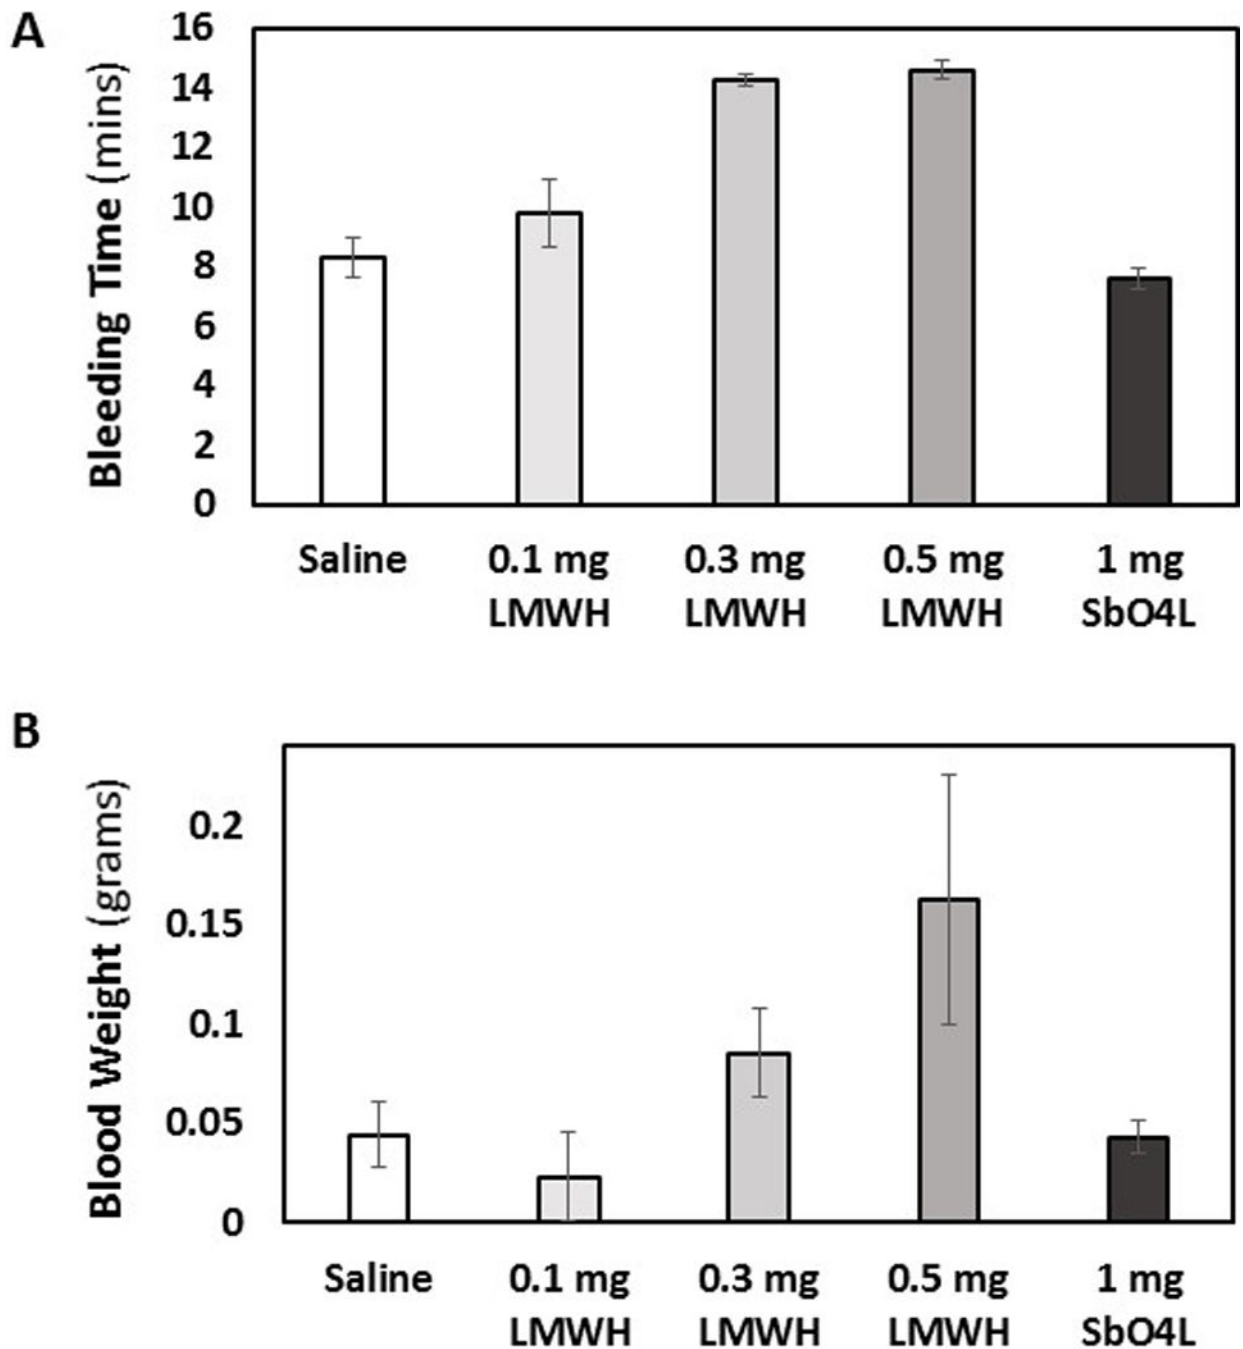 A
Bleeding Time (mins)
16
14
12
10
8
6
4
2
0
Saline
0.1 mg
LMWH
0.3 mg
LMWH
0.5 mg
LMWH
1 mg
SbO4L
B
Blood Weight (grams)
0.2
0.15
0.1
0.05
0
Saline
0.1 mg
LMWH
0.3 mg
LMWH
0.5 mg
LMWH
1 mg
SbO4L